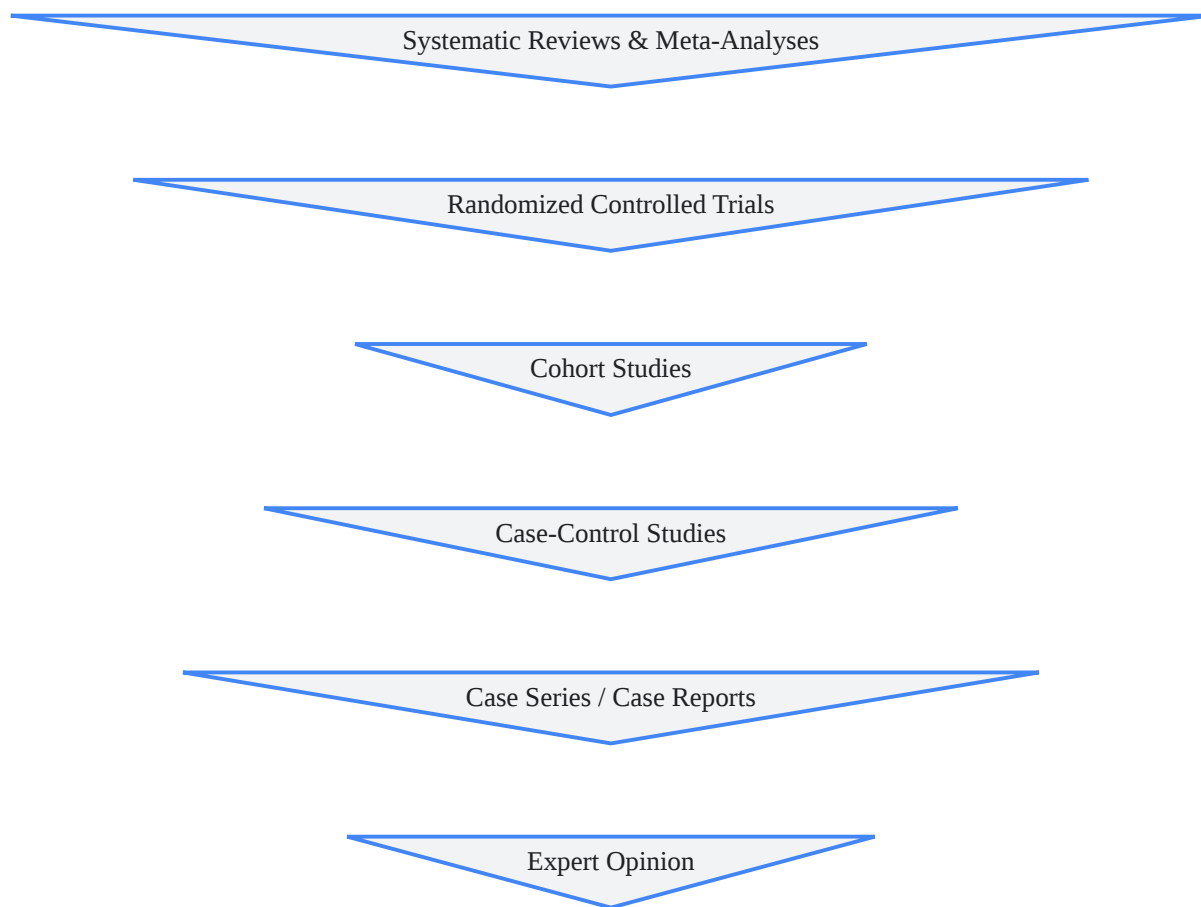 Systematic Reviews & Meta-Analyses
Randomized Controlled Trials
Cohort Studies
Case-Control Studies
Case Series / Case Reports
Expert Opinion